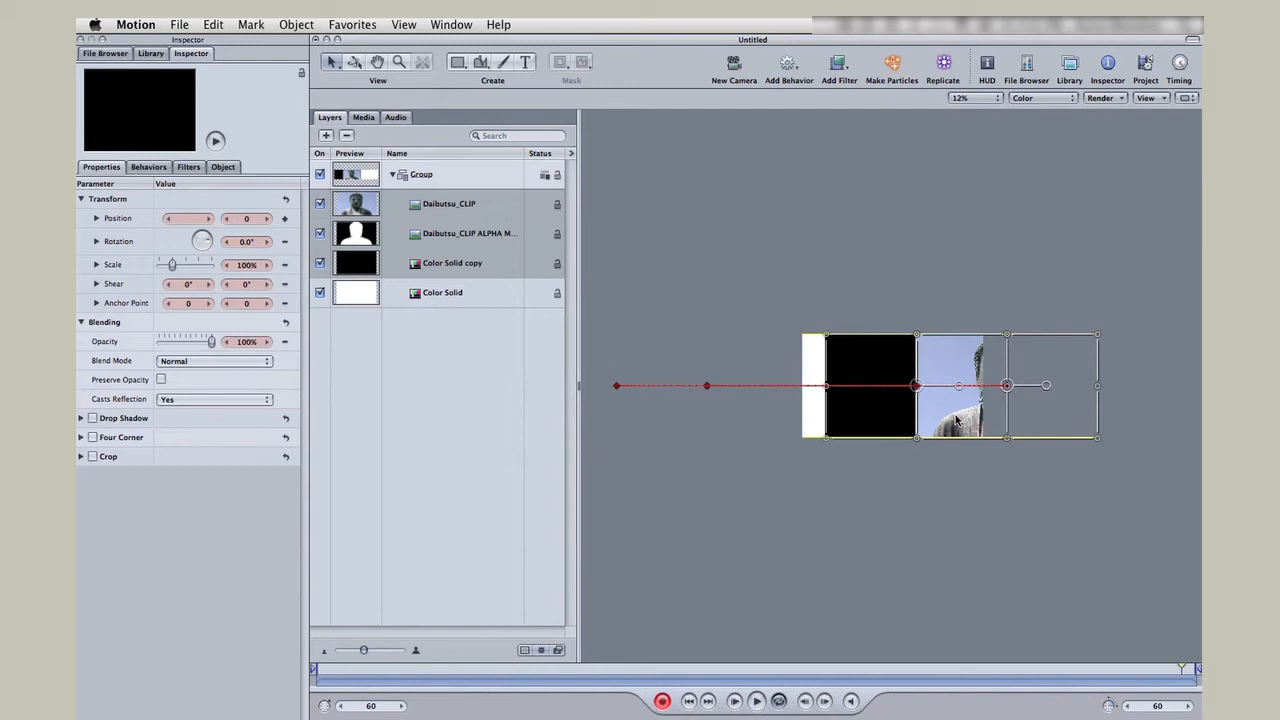 Motion File Edit Mark Object Favorites View Window Help
Inspector
Untitled
File Browser Library Inspector
View Create Mask New Camera Add Behavior Add Filter Make Particles Replicate HUD File Browser Library Inspector Project Timing
12% Color Render View
Layers Media Audio
Search
On Preview Name Status
Group
Daibutsu_CLIP
Daibutsu_CLIP ALPHA M...
Color Solid copy
Color Solid
Properties Behaviors Filters Object
Parameter Value
Transform
Position 0
Rotation 0.0°
Scale 100%
Shear 0° 0°
Anchor Point 0 0
Blending
Opacity 100%
Blend Mode Normal
Preserve Opacity
Casts Reflection Yes
Drop Shadow
Four Corner
Crop
60 60